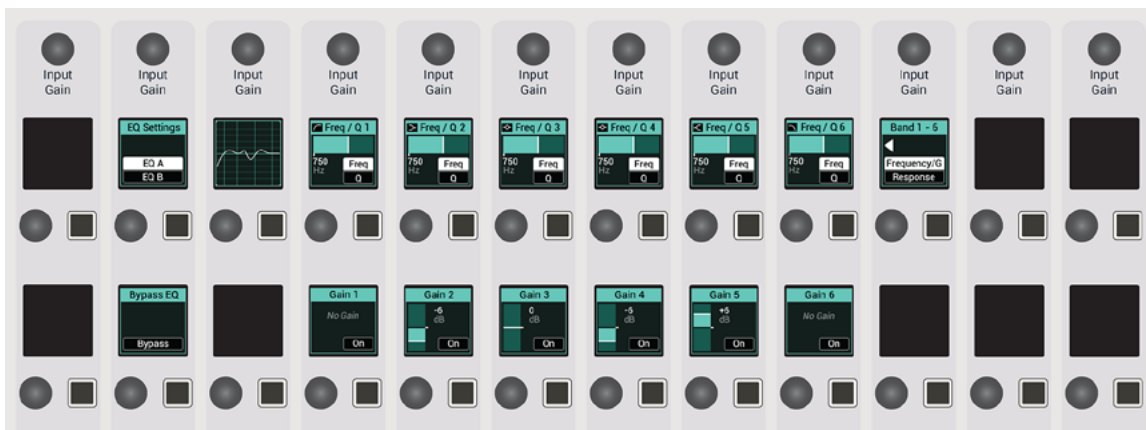 Input Input Input Input Input Input Input Input Input Input Input Input
Gain Gain Gain Gain Gain Gain Gain Gain Gain Gain Gain Gain
EQ Settings Freq / Q 1 Freq / Q 2 Freq / Q 3 Freq / Q 4 Freq / Q 5 Freq / Q 6 Band 1 - 6
EQ A 750 Freq 750 Freq 750 Freq 750 Freq 750 Freq 750 Freq Frequency/G
EQ B Hz Q Hz Q Hz Q Hz Q Hz Q Hz Q Response
Bypass EQ Gain 1 Gain 2 Gain 3 Gain 4 Gain 5 Gain 6
No Gain -6 0 -6 +6 No Gain
dB dB dB dB
Bypass On On On On On On